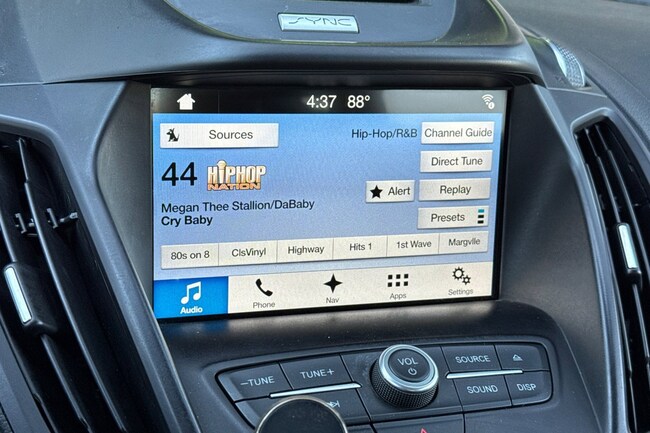 SYNC
4:37 88°
Sources
Hip-Hop/R&B
Channel Guide
44 HIPHOP NATION
Direct Tune
Megan Thee Stallion/DaBaby
Alert
Replay
Cry Baby
Presets
80s on 8 ClsVinyl Highway Hits 1 1st Wave Margvlle
Audio Phone Nav Apps Settings
−TUNE TUNE+ VOL SOURCE
SOUND DISP